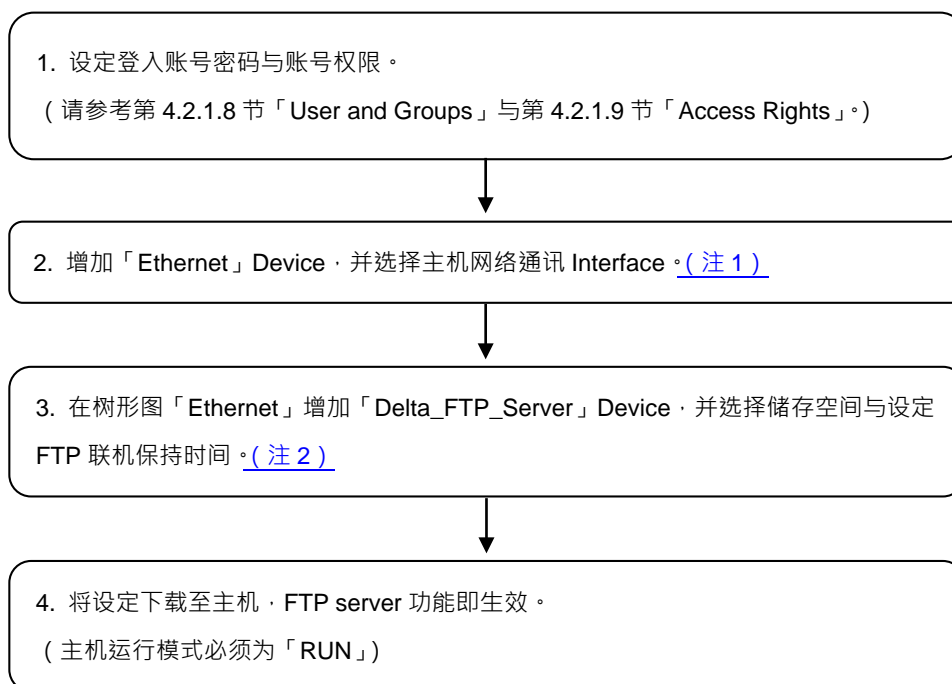 1. 设定登入账号密码与账号权限。
（请参考第 4.2.1.8 节「User and Groups」与第 4.2.1.9 节「Access Rights」。)
2. 增加「Ethernet」Device，并选择主机网络通讯 Interface。(注 1)
3. 在树形图「Ethernet」增加「Delta_FTP_Server」Device，并选择储存空间与设定
FTP 联机保持时间。(注 2)
4. 将设定下载至主机，FTP server 功能即生效。
（主机运行模式必须为「RUN」)